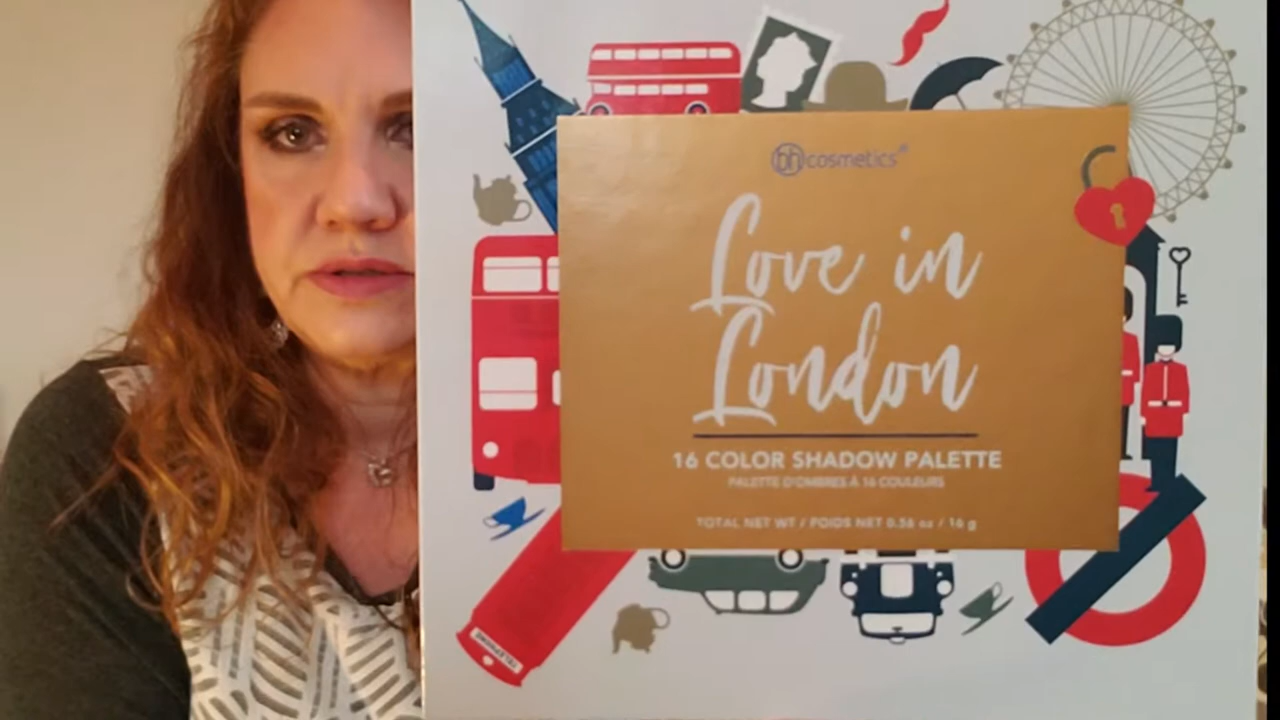 bh cosmetics®
Love in
London
16 COLOR SHADOW PALETTE
PALETTE D'OMBRES À 16 COULEURS
TOTAL NET WT / POIDS NET 0.56 oz / 16 g
TELEPHONE